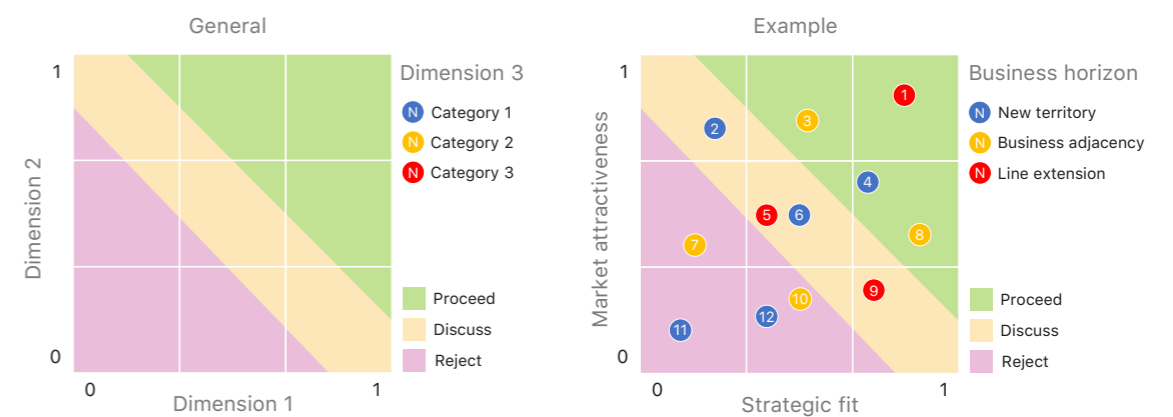 General
1
0
Dimension 2
0
1
Dimension 1
Dimension 3
N Category 1
N Category 2
N Category 3
Proceed
Discuss
Reject
Example
1
0
Market attractiveness
1
2
3
4
5
6
7
8
9
10
11
12
0
1
Strategic fit
Business horizon
N New territory
N Business adjacency
N Line extension
Proceed
Discuss
Reject